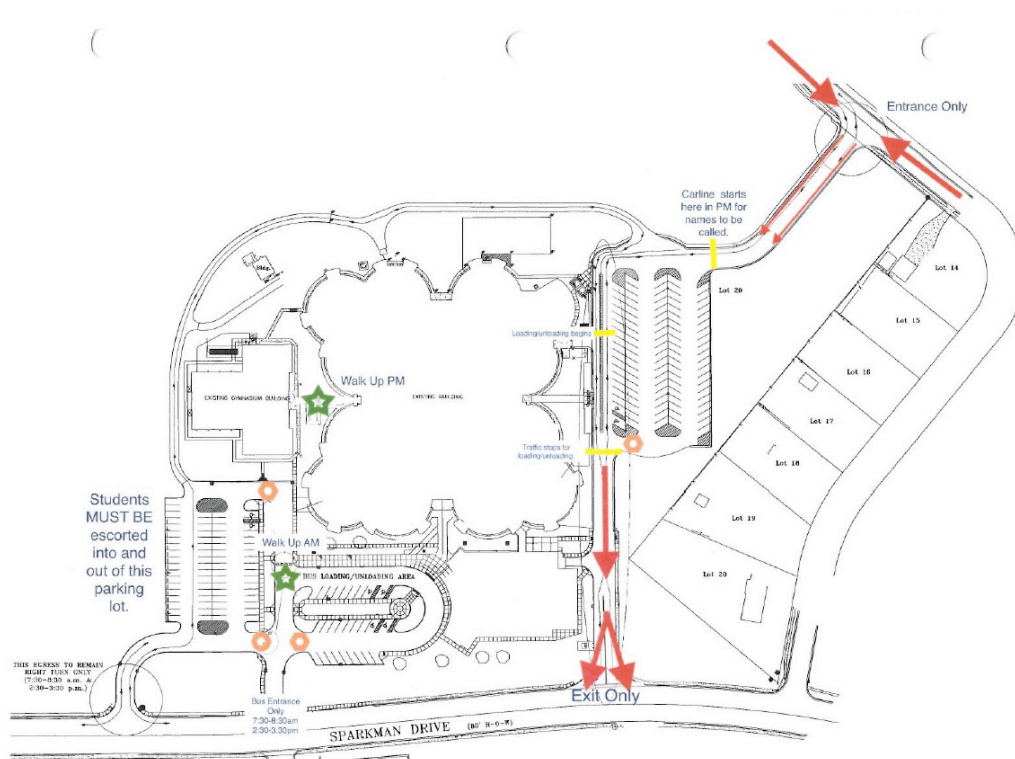 Entrance Only
Carline starts
here in PM for
names to be
called.
Lot 14
Lot 20
Lot 15
Bldg.
Loading/unloading begins
Lot 16
Walk Up PM
EXISTING GYMNASIUM BUILDING
EXISTING BUILDING
Lot 17
Traffic stops for
loading/unloading
Lot 18
Students
MUST BE
escorted
into and
out of this
parking
lot.
Lot 19
Walk Up AM
BUS LOADING/UNLOADING AREA
Lot 20
THIS EGRESS TO REMAIN
RIGHT TURN ONLY
(7:30-8:30 a.m. &
2:30-3:30 p.m.)
Exit Only
Bus Entrance
Only
7:30-8:30am
2:30-3:30pm
SPARKMAN DRIVE (80' R-O-W)